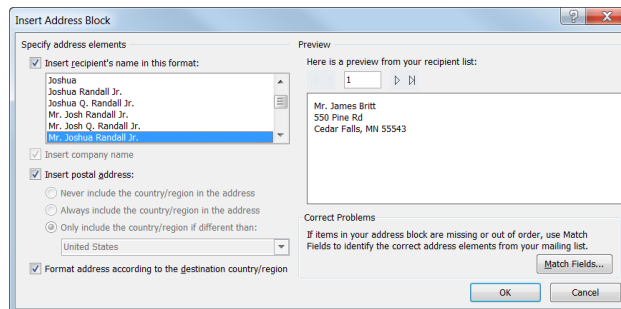 Insert Address Block
Specify address elements
Insert recipient's name in this format:
Joshua
Joshua Randall Jr.
Joshua Q. Randall Jr.
Mr. Josh Randall Jr.
Mr. Josh Q. Randall Jr.
Mr. Joshua Randall Jr.
Insert company name
Insert postal address:
Never include the country/region in the address
Always include the country/region in the address
Only include the country/region if different than:
United States
Format address according to the destination country/region
Preview
Here is a preview from your recipient list:
1
Mr. James Britt
550 Pine Rd
Cedar Falls, MN 55543
Correct Problems
If items in your address block are missing or out of order, use Match
Fields to identify the correct address elements from your mailing list.
Match Fields...
OK
Cancel